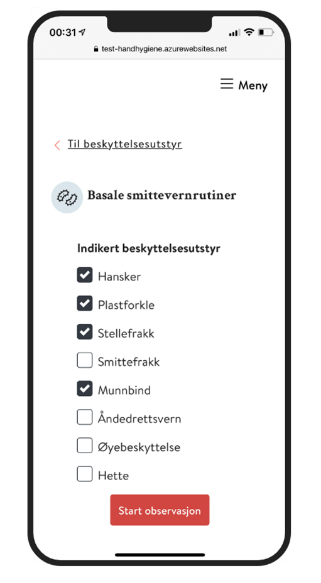 00:31
test-handhygiene.azurewebsites.net
Meny
Til beskyttelsesutstyr
Basale smittevernrutiner
Indikert beskyttelsesutstyr
Hansker
Plastforkle
Stellefrakk
Smittefrakk
Munnbind
Åndedrettsvern
Øyebeskyttelse
Hette
Start observasjon